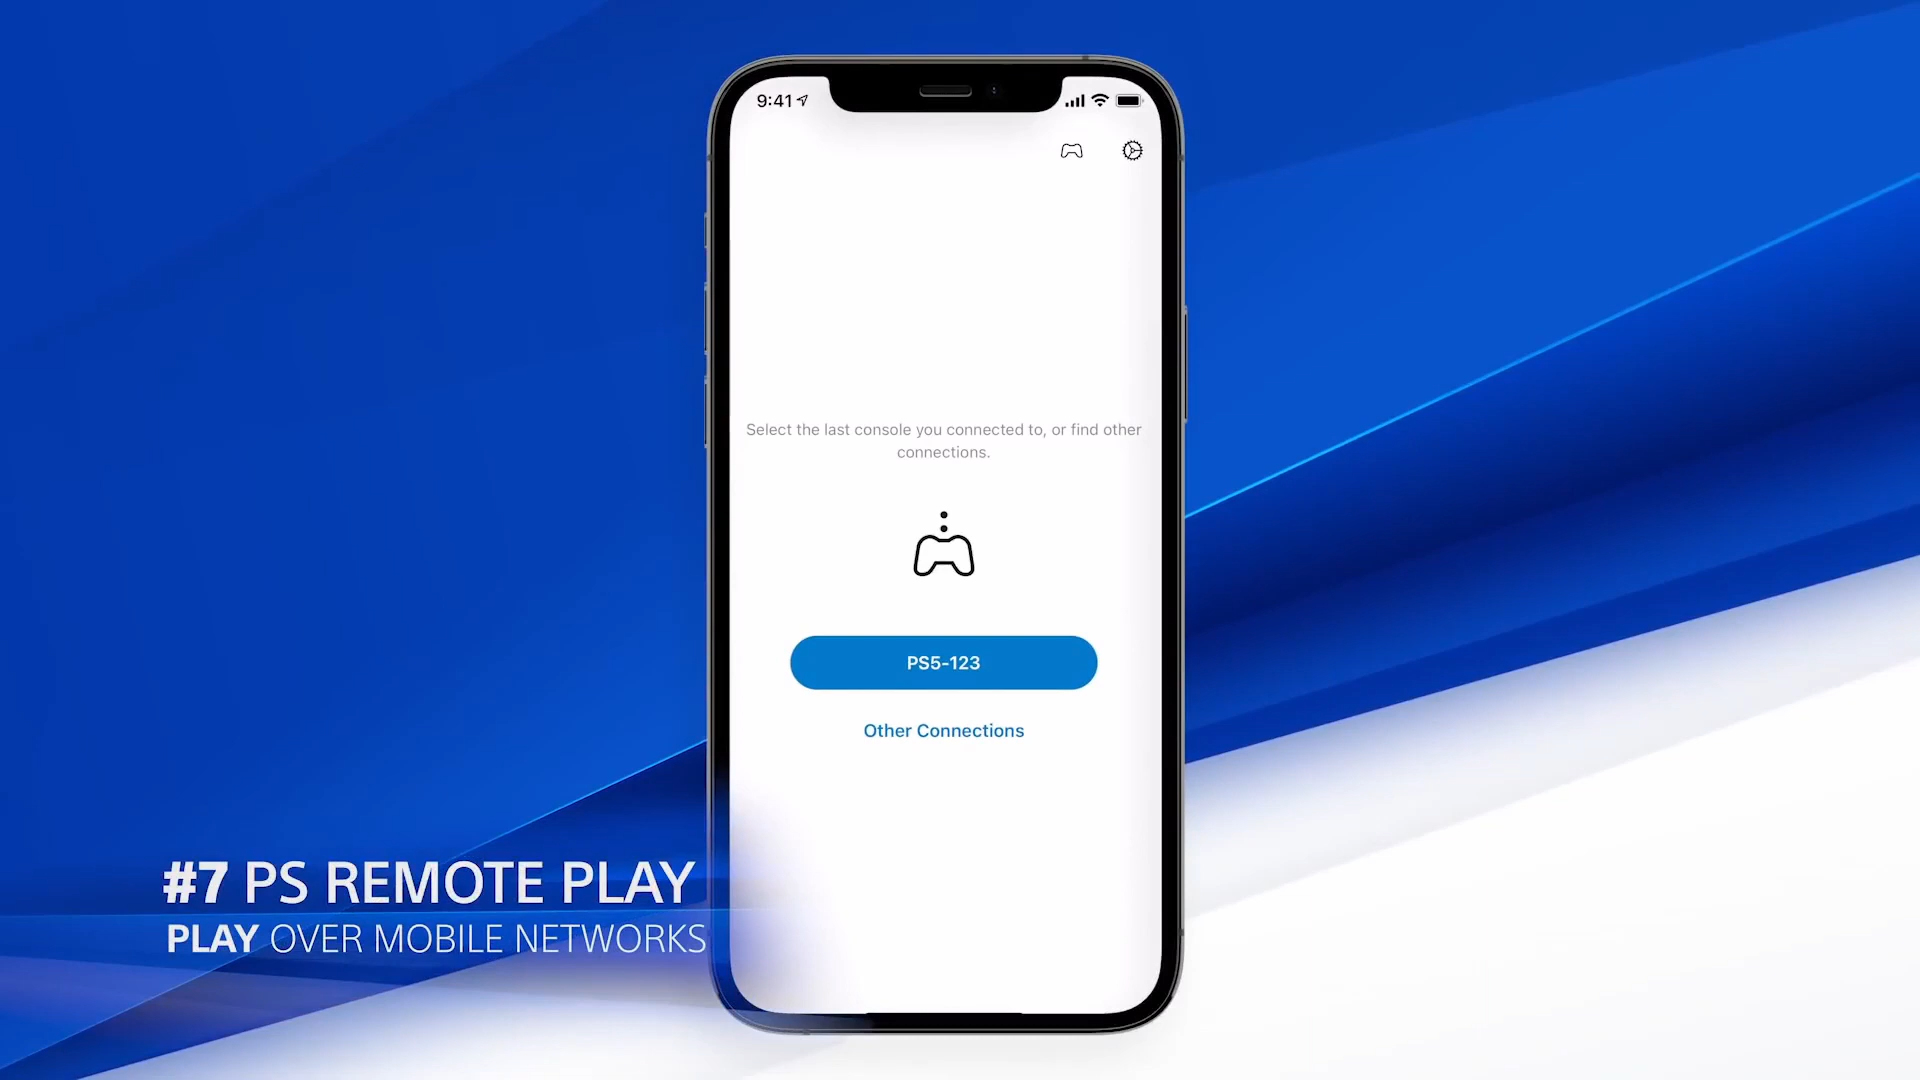 9:41
Select the last console you connected to, or find other
connections.
PS5-123
Other Connections
#7 PS REMOTE PLAY
PLAY OVER MOBILE NETWORKS